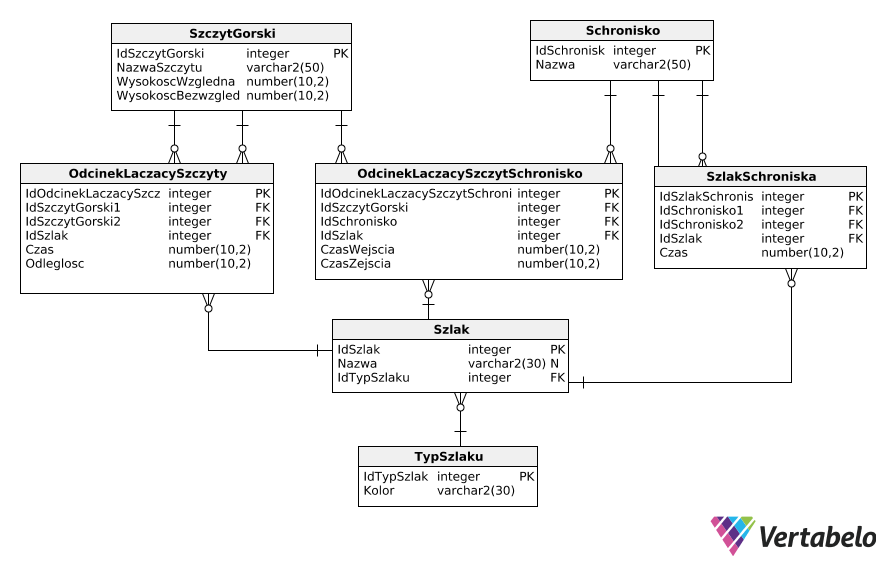 SzczytGorski
IdSzczytGorski integer PK
NazwaSzczytu varchar2(50)
WysokoscWzgledna number(10,2)
WysokoscBezwzgled number(10,2)
Schronisko
IdSchronisk integer PK
Nazwa varchar2(50)
OdcinekLaczacySzczyty
IdOdcinekLaczacySzcz integer PK
IdSzczytGorski1 integer FK
IdSzczytGorski2 integer FK
IdSzlak integer FK
Czas number(10,2)
Odleglosc number(10,2)
OdcinekLaczacySzczytSchronisko
IdOdcinekLaczacySzczytSchroni integer PK
IdSzczytGorski integer FK
IdSchronisko integer FK
IdSzlak integer FK
CzasWejscia number(10,2)
CzasZejscia number(10,2)
SzlakSchroniska
IdSzlakSchronis integer PK
IdSchronisko1 integer FK
IdSchronisko2 integer FK
IdSzlak integer FK
Czas number(10,2)
Szlak
IdSzlak integer PK
Nazwa varchar2(30) N
IdTypSzlaku integer FK
TypSzlaku
IdTypSzlak integer PK
Kolor varchar2(30)
Vertabelo